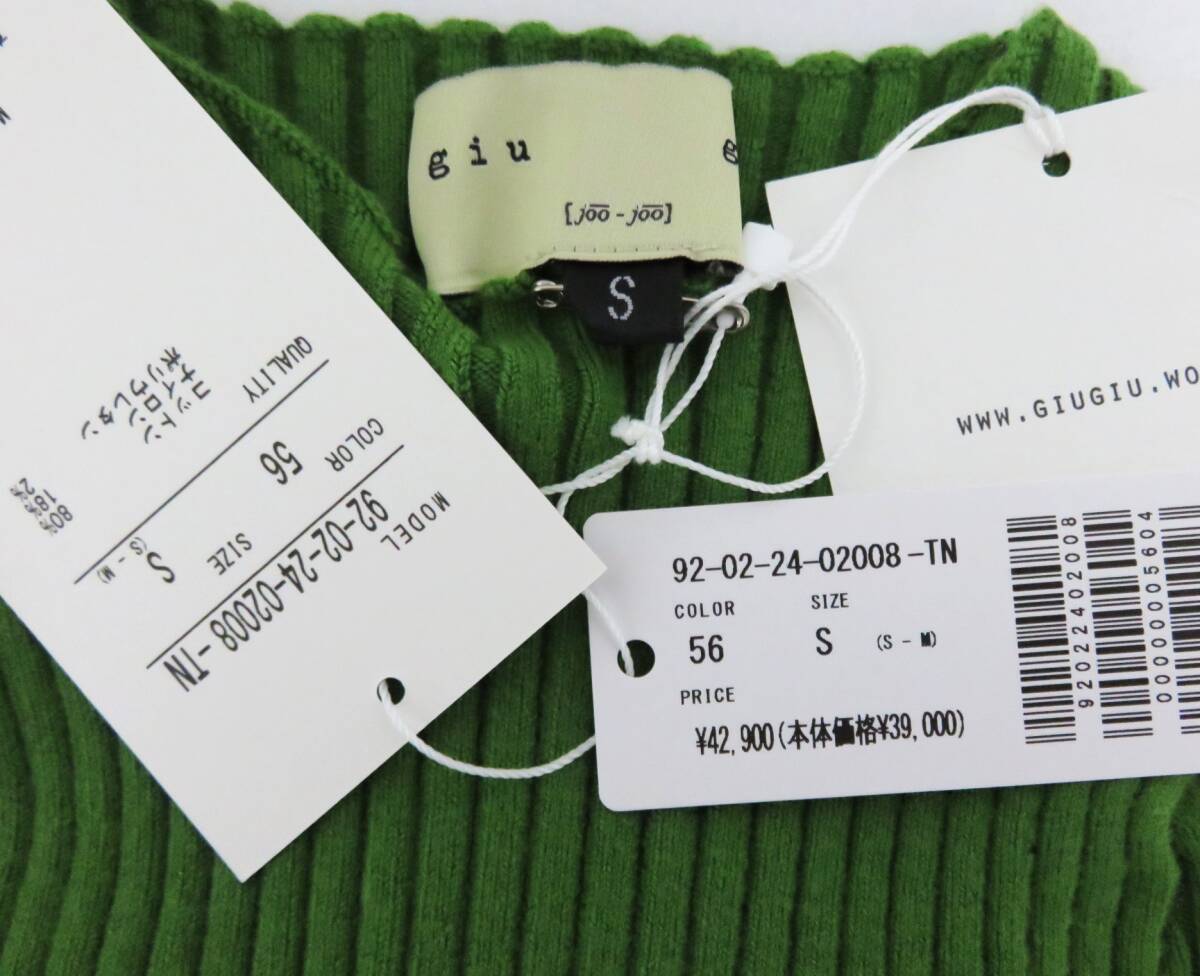 giu g
[joo-joo]
S
WWW.GIUGIU.WO
MODEL
92-02-24-02008-TN
COLOR SIZE
56 S (S-M)
QUALITY
コットン 80%
ナイロン 18%
ポリウレタン 2%
92-02-24-02008-TN
COLOR SIZE
56 S (S-M)
PRICE
¥42,900(本体価格¥39,000)
92022402008
0000005604